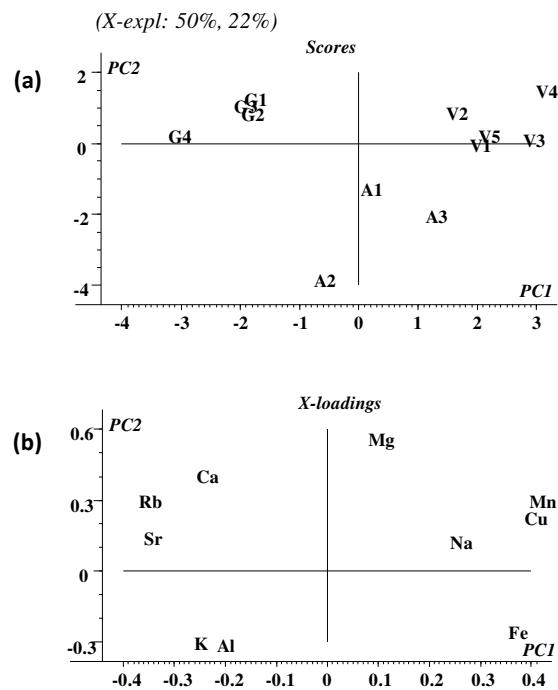 (X-expl: 50%, 22%)
(a)
Scores
PC2
2
0
-2
-4
G1
G3
G2
G4
V4
V2
V5
V1
V3
A1
A3
A2
PC1
-4 -3 -2 -1 0 1 2 3
(b)
X-loadings
PC2
0.6
0.3
0
-0.3
Mg
Ca
Rb
Mn
Cu
Sr
Na
Fe
K Al
PC1
-0.4 -0.3 -0.2 -0.1 0 0.1 0.2 0.3 0.4